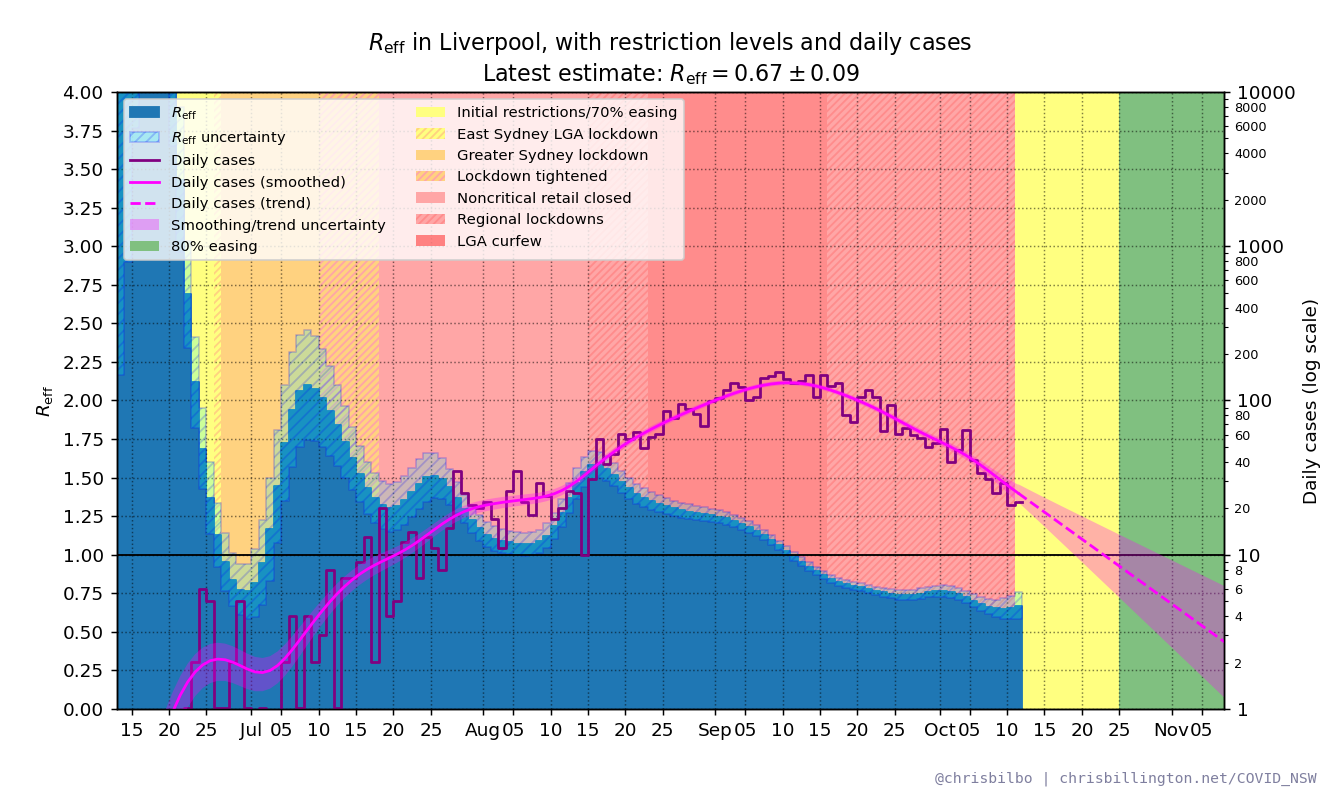 Reff in Liverpool, with restriction levels and daily cases
Latest estimate: Reff = 0.67 ± 0.09
Reff
Reff uncertainty
Daily cases
Daily cases (smoothed)
Daily cases (trend)
Smoothing/trend uncertainty
80% easing
Initial restrictions/70% easing
East Sydney LGA lockdown
Greater Sydney lockdown
Lockdown tightened
Noncritical retail closed
Regional lockdowns
LGA curfew
Reff
4.00
3.75
3.50
3.25
3.00
2.75
2.50
2.25
2.00
1.75
1.50
1.25
1.00
0.75
0.50
0.25
0.00
10000
8000
6000
4000
2000
1000
800
600
400
200
100
80
60
40
20
10
8
6
4
2
1
Daily cases (log scale)
15 20 25 Jul 05 10 15 20 25 Aug 05 10 15 20 25 Sep 05 10 15 20 25 Oct 05 10 15 20 25 Nov 05
@chrisbilbo | chrisbillington.net/COVID_NSW